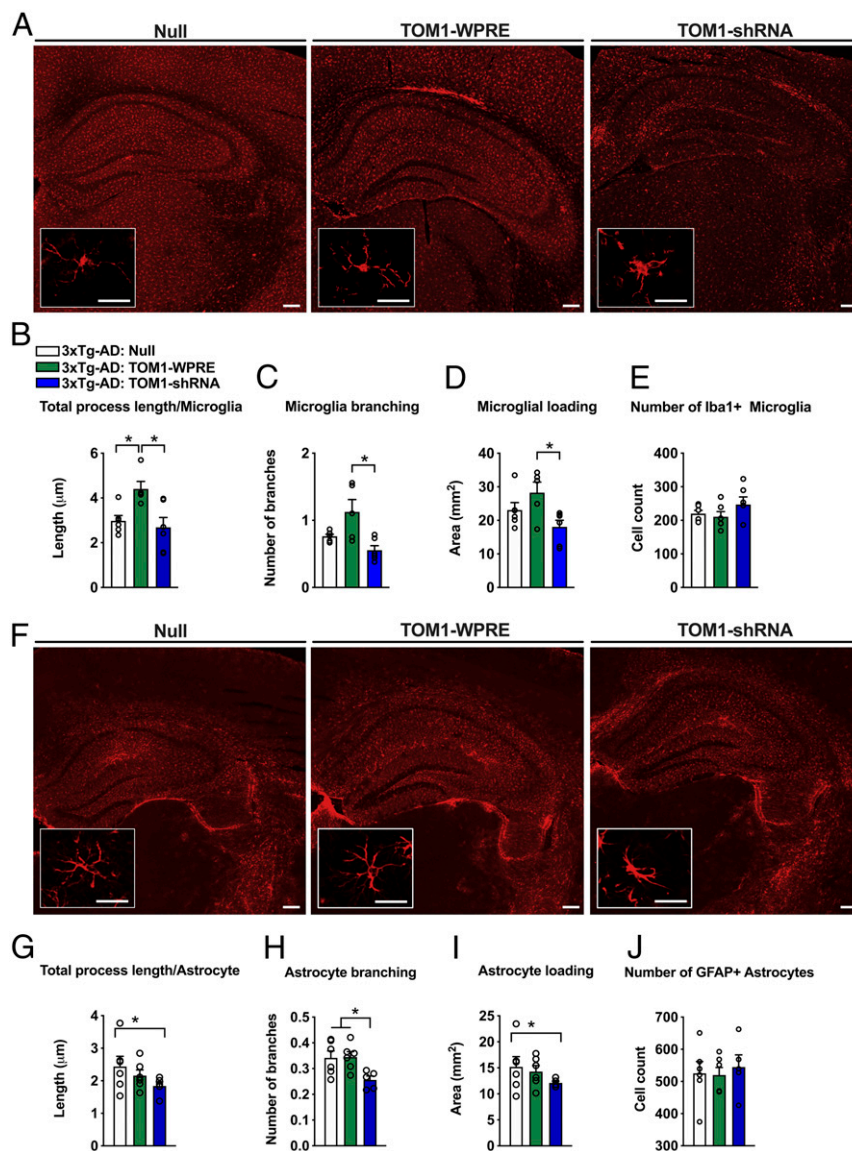 A
Null
TOM1-WPRE
TOM1-shRNA
B
3xTg-AD: Null
3xTg-AD: TOM1-WPRE
3xTg-AD: TOM1-shRNA
Total process length/Microglia
Length (μm)
6
4
2
0
*
*
C
Microglia branching
Number of branches
2
1
0
*
D
Microglial loading
Area (mm²)
40
30
20
10
0
*
E
Number of Iba1+ Microglia
Cell count
400
300
200
100
0
F
Null
TOM1-WPRE
TOM1-shRNA
G
Total process length/Astrocyte
Length (μm)
4
3
2
1
0
*
H
Astrocyte branching
Number of branches
0.5
0.4
0.3
0.2
0.1
0.0
*
I
Astrocyte loading
Area (mm²)
25
20
15
10
5
0
*
J
Number of GFAP+ Astrocytes
Cell count
700
600
500
400
300